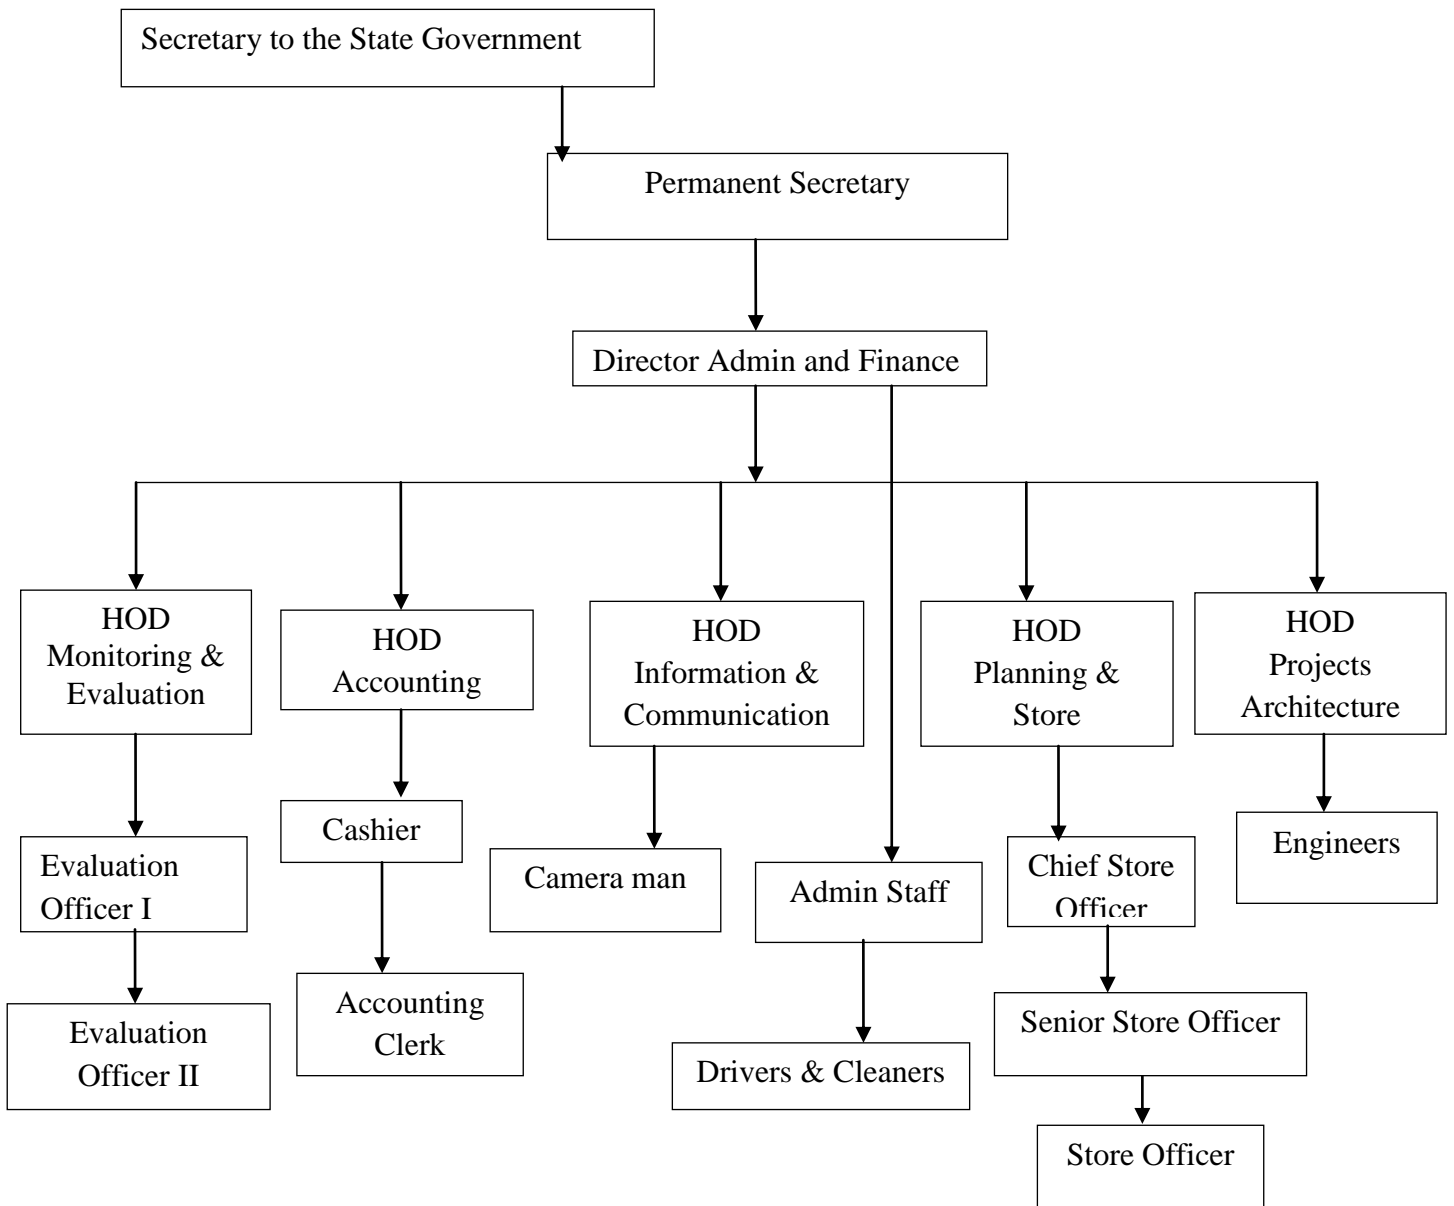 Secretary to the State Government
Permanent Secretary
Director Admin and Finance
HOD
Monitoring &
Evaluation
HOD
Accounting
HOD
Information &
Communication
HOD
Planning &
Store
HOD
Projects
Architecture
Evaluation
Officer I
Cashier
Camera man
Admin Staff
Chief Store
Officer
Engineers
Evaluation
Officer II
Accounting
Clerk
Drivers & Cleaners
Senior Store Officer
Store Officer